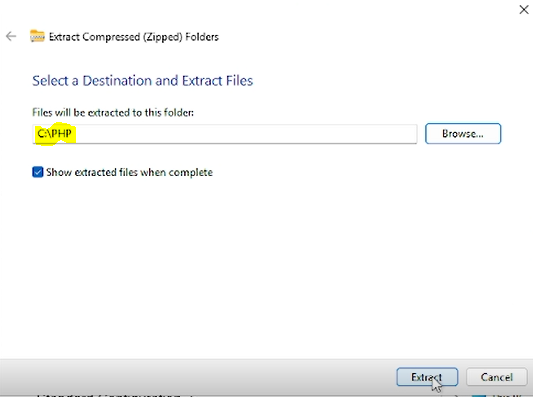 Extract Compressed (Zipped) Folders
Select a Destination and Extract Files
Files will be extracted to this folder:
C:\PHP
Browse...
Show extracted files when complete
Extract
Cancel